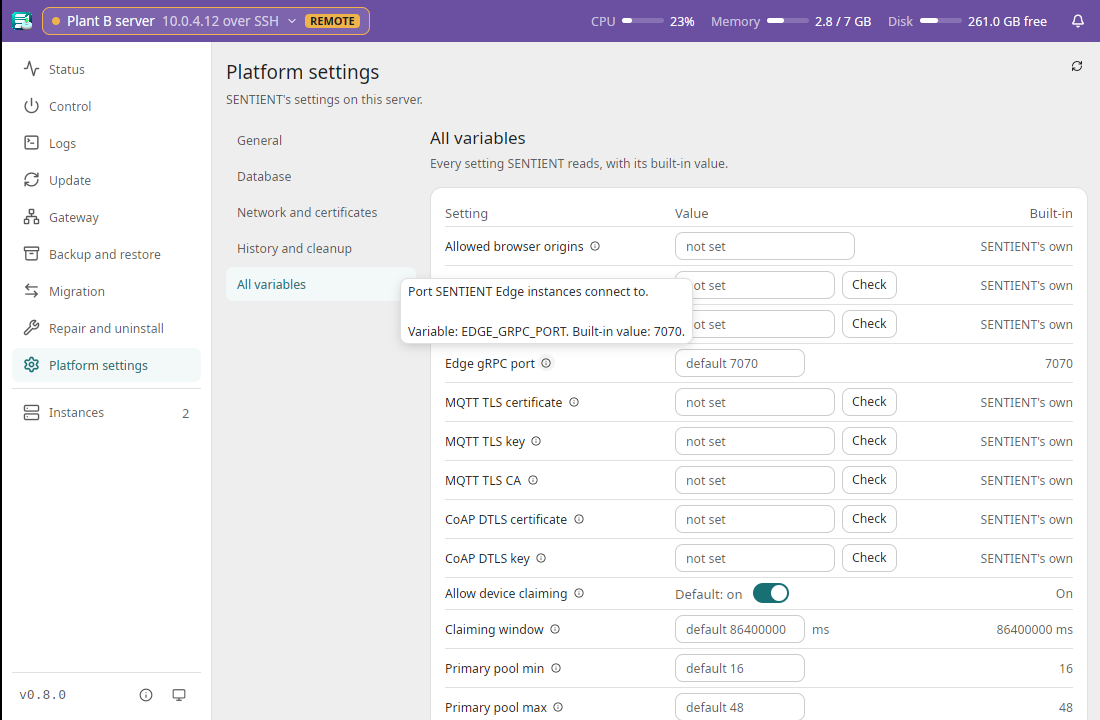 Plant B server 10.0.4.12 over SSH REMOTE
CPU 23% Memory 2.8 / 7 GB Disk 261.0 GB free
Status
Control
Logs
Update
Gateway
Backup and restore
Migration
Repair and uninstall
Platform settings
Instances 2
v0.8.0
Platform settings
SENTIENT's settings on this server.
General
Database
Network and certificates
History and cleanup
All variables
All variables
Every setting SENTIENT reads, with its built-in value.
Setting Value Built-in
Allowed browser origins not set SENTIENT's own
Port SENTIENT Edge instances connect to.
Variable: EDGE_GRPC_PORT. Built-in value: 7070.
ot set Check SENTIENT's own
ot set Check SENTIENT's own
Edge gRPC port default 7070 7070
MQTT TLS certificate not set Check SENTIENT's own
MQTT TLS key not set Check SENTIENT's own
MQTT TLS CA not set Check SENTIENT's own
CoAP DTLS certificate not set Check SENTIENT's own
CoAP DTLS key not set Check SENTIENT's own
Allow device claiming Default: on On
Claiming window default 86400000 ms 86400000 ms
Primary pool min default 16 16
Primary pool max default 48 48